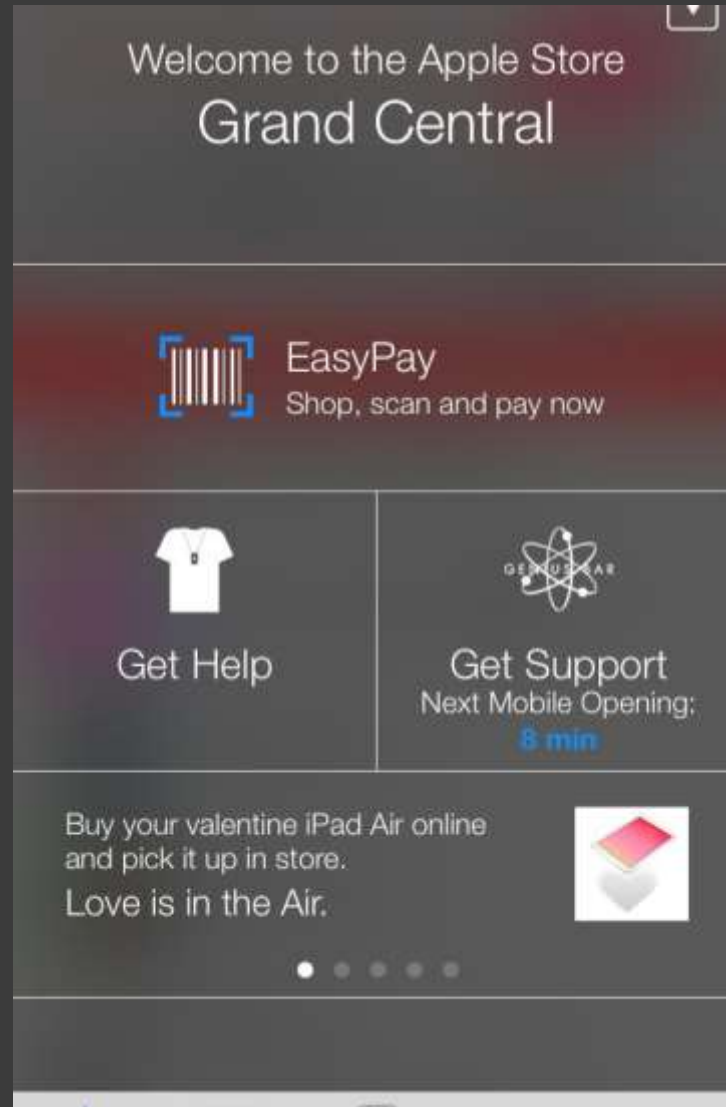 Welcome to the Apple Store
Grand Central
EasyPay
Shop, scan and pay now
GENIUS BAR
Get Help
Get Support
Next Mobile Opening:
8 min
Buy your valentine iPad Air online
and pick it up in store.
Love is in the Air.